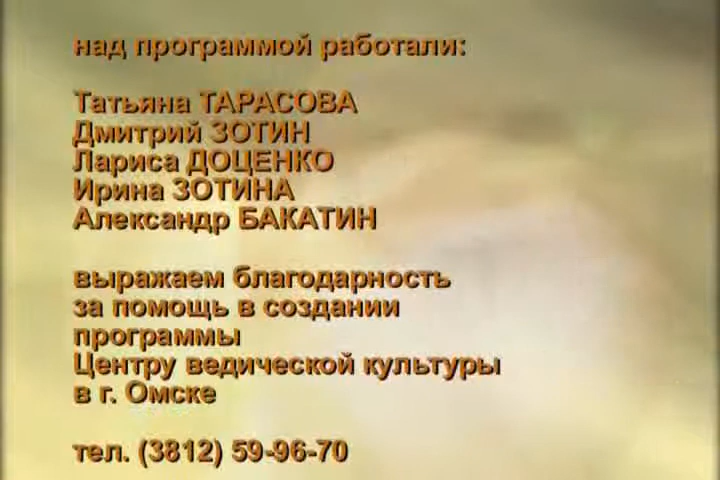 над программой работали:
Татьяна ТАРАСОВА
Дмитрий ЗОТИН
Лариса ДОЦЕНКО
Ирина ЗОТИНА
Александр БАКАТИН
выражаем благодарность
за помощь в создании
программы
Центру ведической культуры
в г. Омске
тел. (3812) 59-96-70